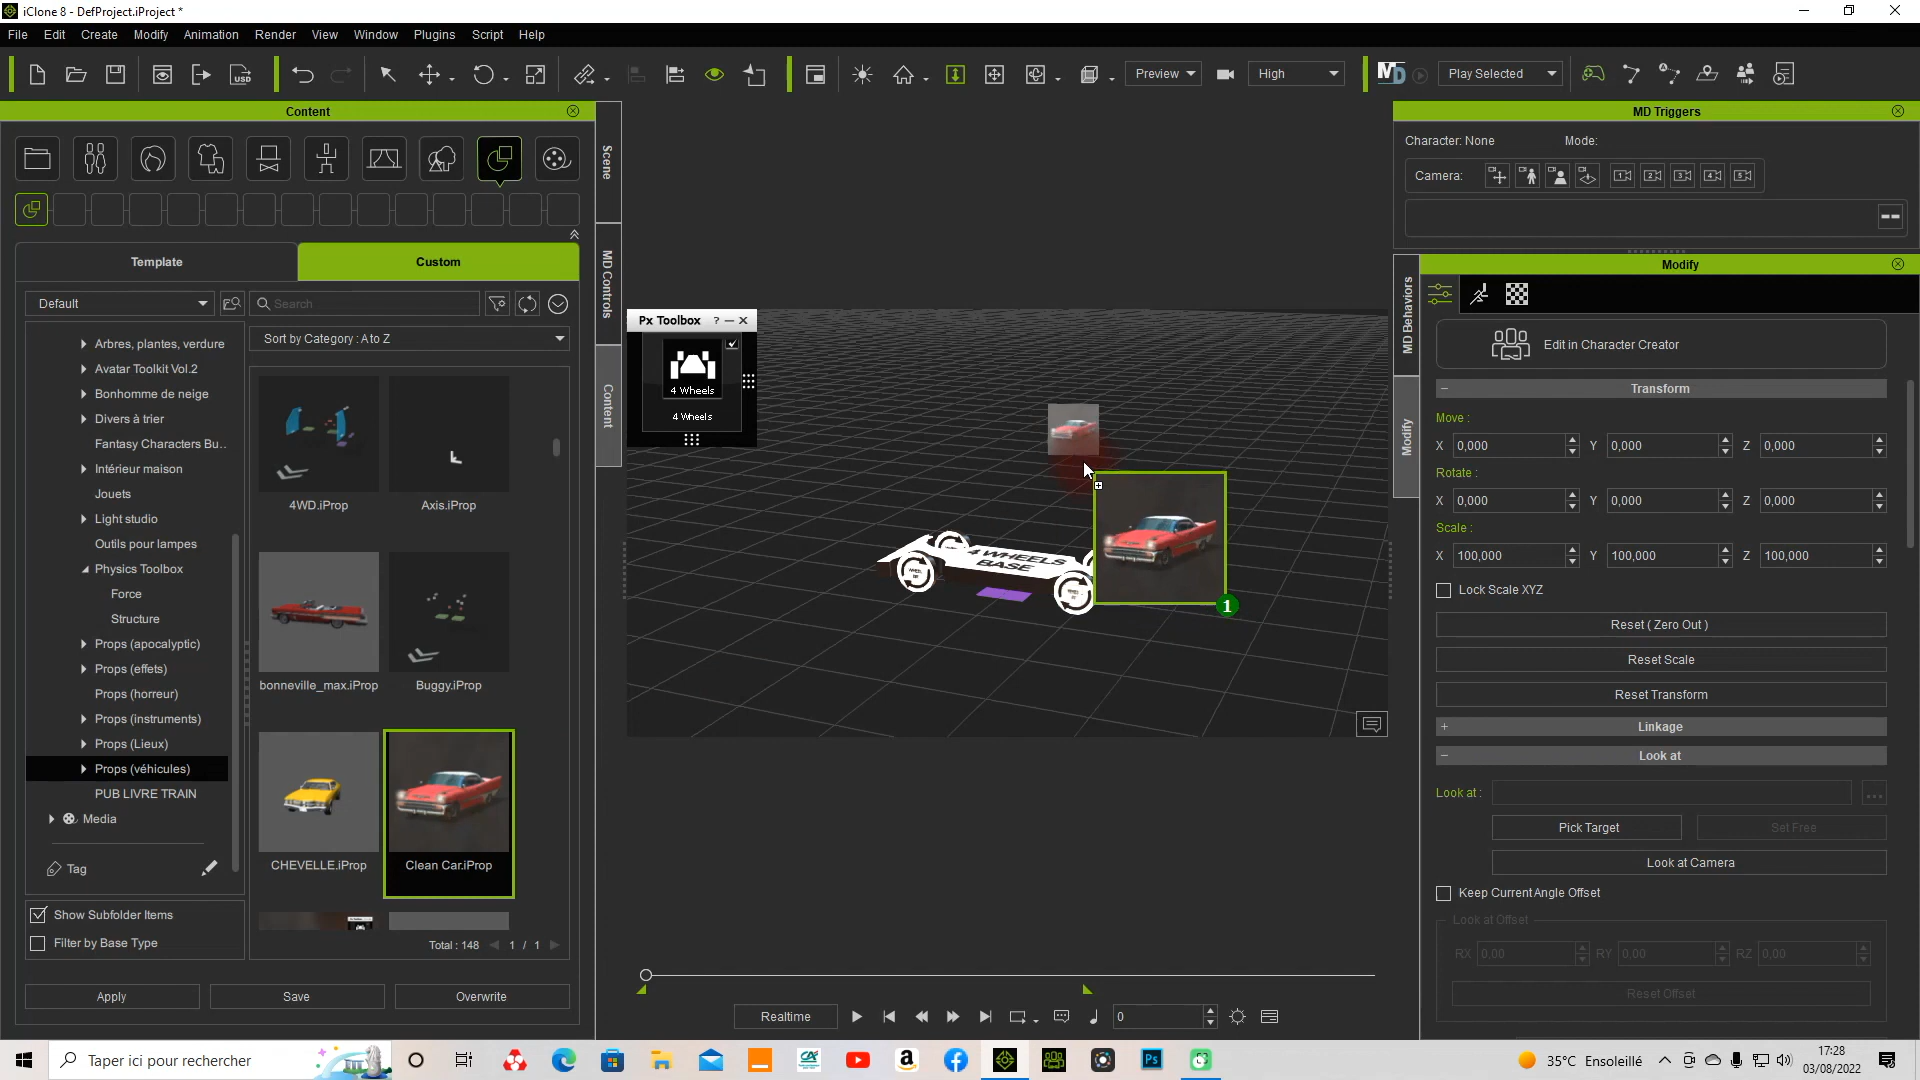 iClone 8 - DefProject.iProject *
File Edit Create Modify Animation Render View Window Plugins Script Help
USD
Preview
High
MD
Play Selected
Content
Template
Custom
Default
Search
Sort by Category : A to Z
Arbres, plantes, verdure
Avatar Toolkit Vol.2
Bonhomme de neige
Divers à trier
Fantasy Characters Bu...
Intérieur maison
Jouets
Light studio
Outils pour lampes
Physics Toolbox
Force
Structure
Props (apocalyptic)
Props (effets)
Props (horreur)
Props (instruments)
Props (Lieux)
Props (véhicules)
PUB LIVRE TRAIN
Media
Tag
Show Subfolder Items
Filter by Base Type
4WD.iProp
Axis.iProp
bonneville_max.iProp
Buggy.iProp
CHEVELLE.iProp
Clean Car.iProp
Total : 148 1 / 1
Apply
Save
Overwrite
Scene
MD Controls
Content
Px Toolbox ?
4 Wheels
4 Wheels
4 WHEELS
BASE
1
Realtime
0
MD Triggers
Character: None Mode:
Camera:
1 2 3 4 5
MD Behaviors
Modify
Modify
Edit in Character Creator
Transform
Move :
X 0,000 Y 0,000 Z 0,000
Rotate :
X 0,000 Y 0,000 Z 0,000
Scale :
X 100,000 Y 100,000 Z 100,000
Lock Scale XYZ
Reset ( Zero Out )
Reset Scale
Reset Transform
Linkage
Look at
Look at :
...
Pick Target
Set Free
Look at Camera
Keep Current Angle Offset
Look at Offset
RX 0,00 RY 0,00 RZ 0,00
Reset Offset
Taper ici pour rechercher
Ps
35°C Ensoleillé
17:28
03/08/2022